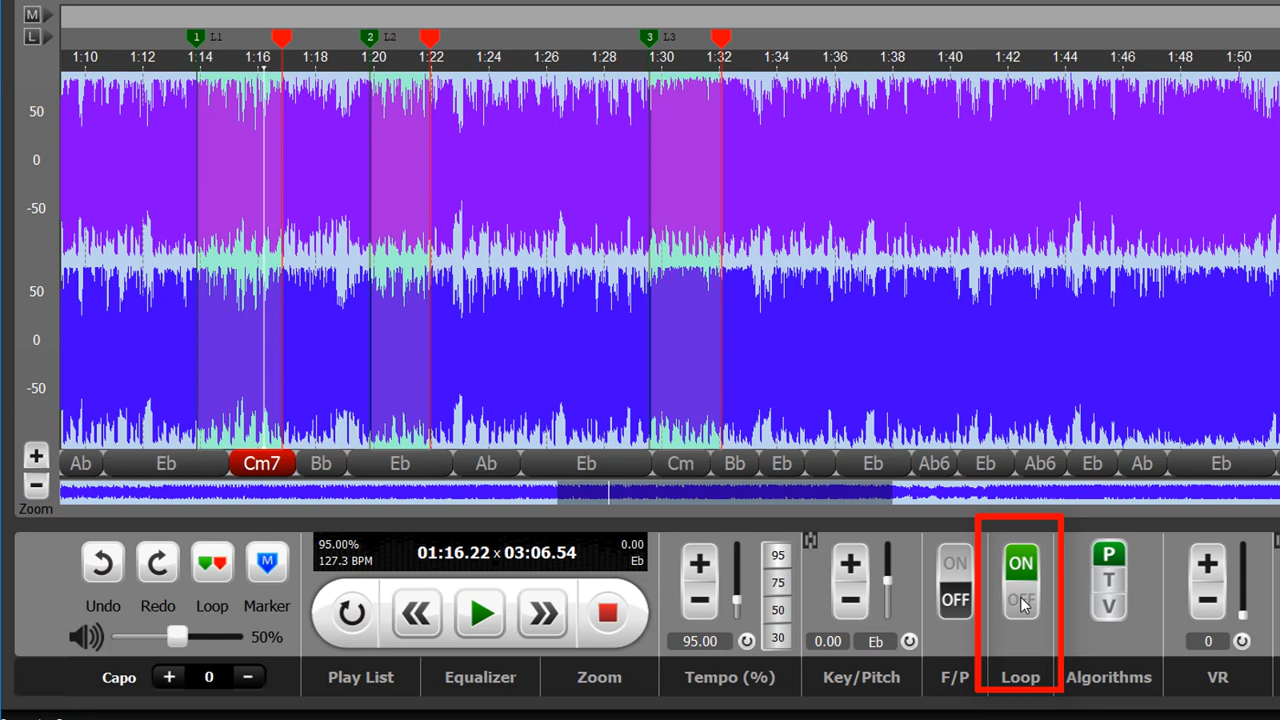 M
L
1 L1 2 L2 3 L3
1:10 1:12 1:14 1:16 1:18 1:20 1:22 1:24 1:26 1:28 1:30 1:32 1:34 1:36 1:38 1:40 1:42 1:44 1:46 1:48 1:50
50
0
-50
50
0
-50
+
-
Zoom
Ab Eb Cm7 Bb Eb Ab Eb Cm Bb Eb Eb Ab6 Eb Ab6 Eb Ab Eb
Undo Redo Loop M Marker
50%
Capo + 0 -
95.00%
127.3 BPM
01:16.22 x 03:06.54
0.00
Eb
Play List Equalizer Zoom
+ -
95
75
50
30
95.00
Tempo (%)
H
+ -
0.00 Eb
Key/Pitch
ON
OFF
F/P
ON
OFF
Loop
P
T
V
Algorithms
+ -
0
VR